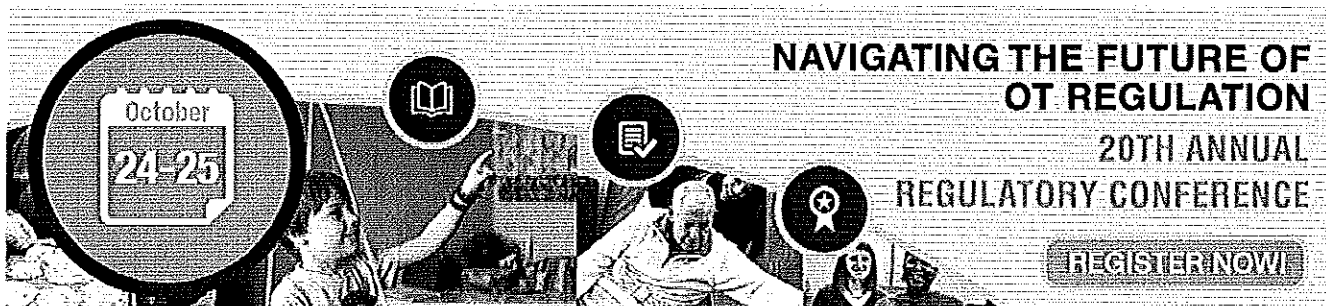 October
24-25
NAVIGATING THE FUTURE OF
OT REGULATION
20TH ANNUAL
REGULATORY CONFERENCE
REGISTER NOW!